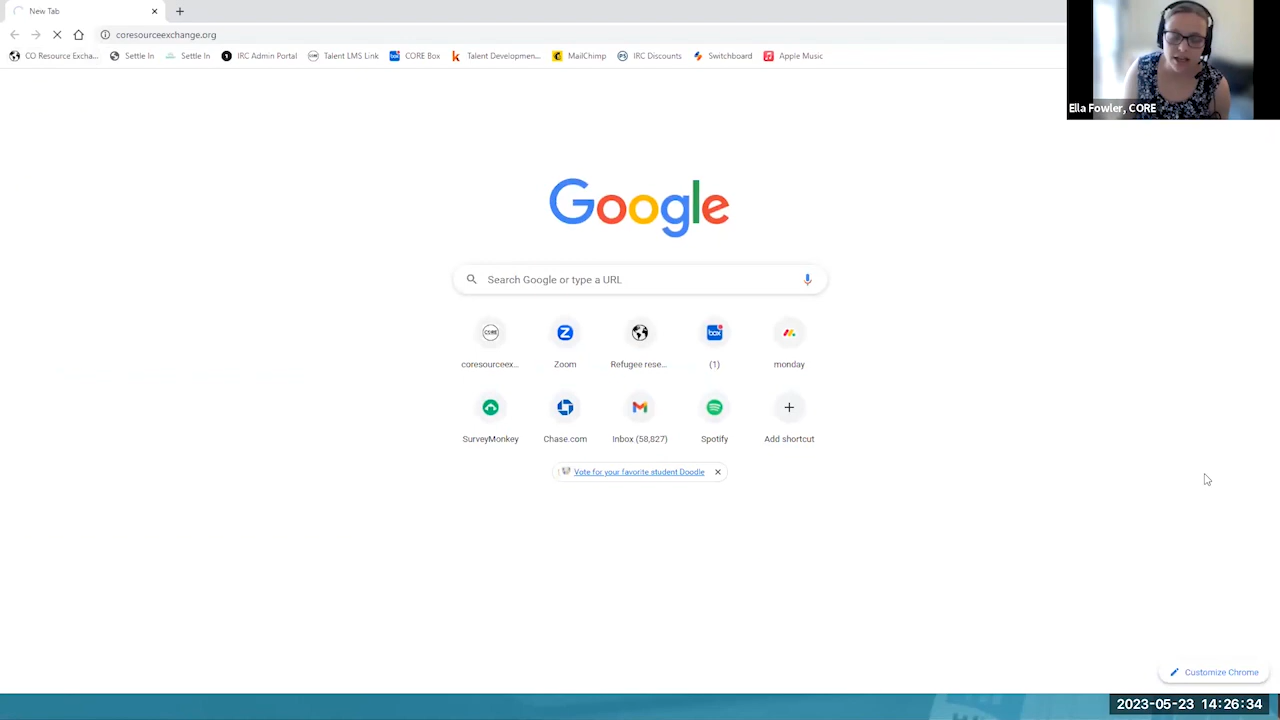 New Tab
coresourceexchange.org
CO Resource Excha...
Settle In
Settle In
IRC Admin Portal
Talent LMS Link
CORE Box
Talent Developmen...
MailChimp
IRC Discounts
Switchboard
Apple Music
Ella Fowler, CORE
Google
Search Google or type a URL
coresourceex...
Zoom
Refugee rese...
(1)
monday
SurveyMonkey
Chase.com
Inbox (58,827)
Spotify
Add shortcut
Vote for your favorite student Doodle
Customize Chrome
2023-05-23 14:26:34